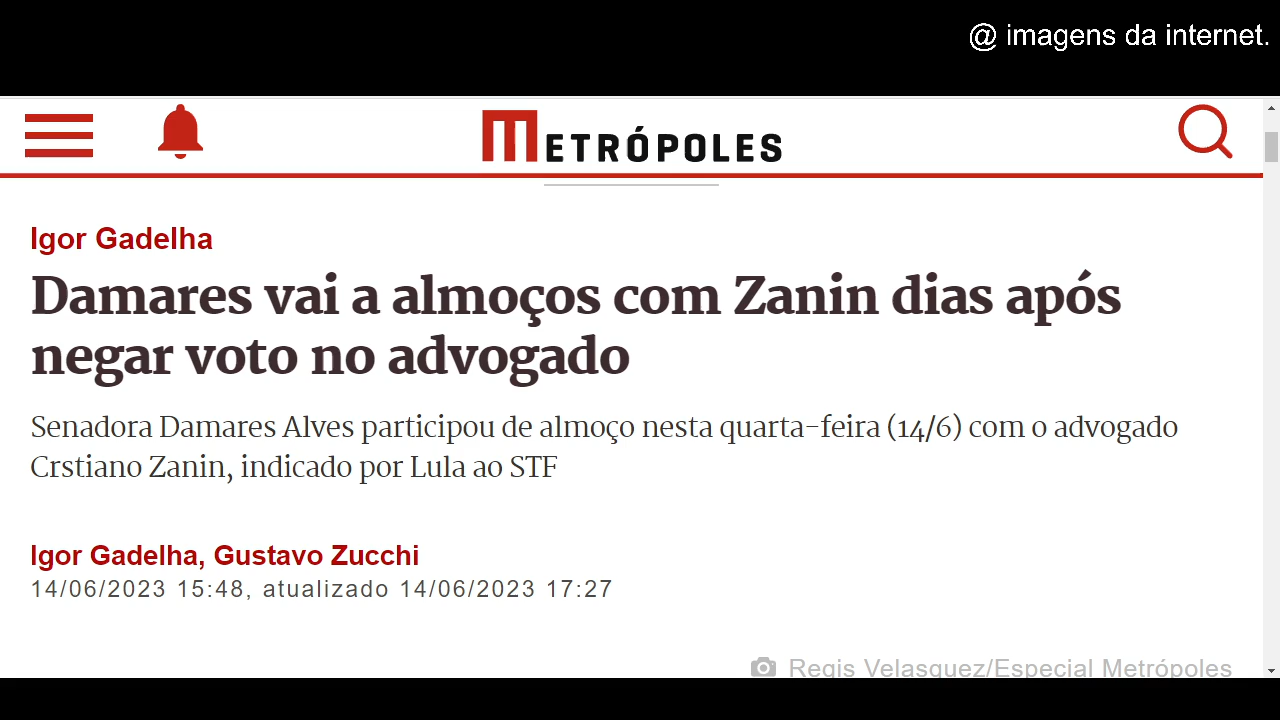 @ imagens da internet.
METRÓPOLES
Igor Gadelha
Damares vai a almoços com Zanin dias após
negar voto no advogado
Senadora Damares Alves participou de almoço nesta quarta-feira (14/6) com o advogado
Crstiano Zanin, indicado por Lula ao STF
Igor Gadelha, Gustavo Zucchi
14/06/2023 15:48, atualizado 14/06/2023 17:27
Regis Velasquez/Especial Metrópoles